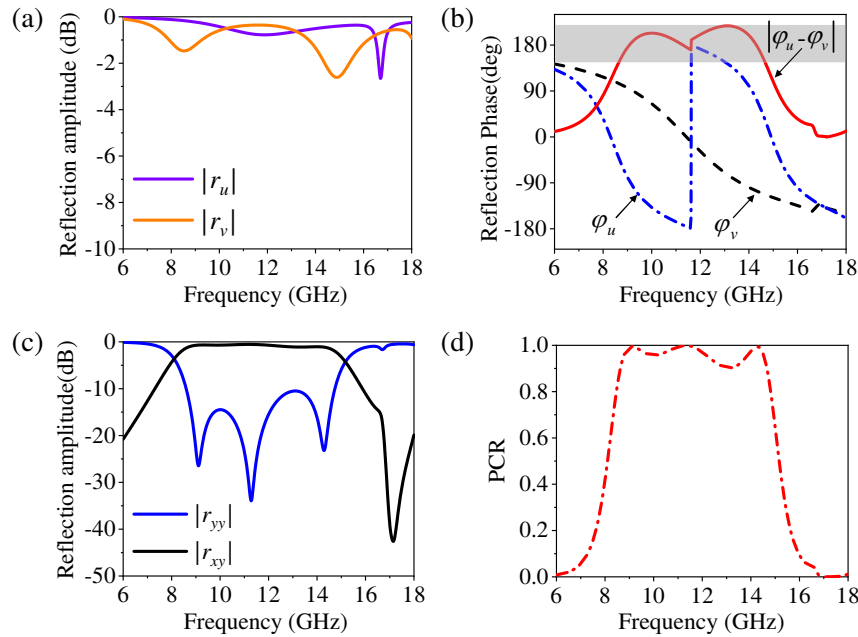 (a)
Reflection amplitude (dB)
0
-2
-4
-6
-8
-10
|r_u|
|r_v|
6 8 10 12 14 16 18
Frequency (GHz)
(b)
Reflection Phase(deg)
180
90
0
-90
-180
|φ_u-φ_v|
φ_u
φ_v
6 8 10 12 14 16 18
Frequency (GHz)
(c)
Reflection amplitude(dB)
0
-10
-20
-30
-40
-50
|r_yy|
|r_xy|
6 8 10 12 14 16 18
Frequency (GHz)
(d)
PCR
1.0
0.8
0.6
0.4
0.2
0.0
6 8 10 12 14 16 18
Frequency (GHz)